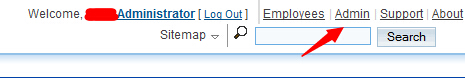 Welcome, Administrator [ Log Out ] Employees | Admin | Support | About
Sitemap Search